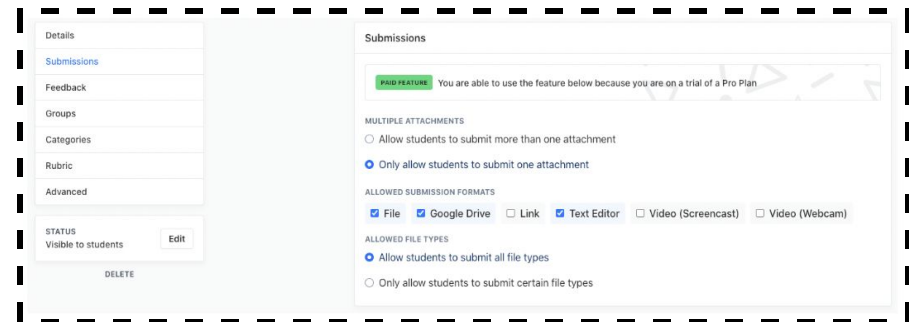 Details
Submissions
Feedback
Groups
Categories
Rubric
Advanced
STATUS
Visible to students
Edit
DELETE
Submissions
PAID FEATURE You are able to use the feature below because you are on a trial of a Pro Plan
MULTIPLE ATTACHMENTS
Allow students to submit more than one attachment
Only allow students to submit one attachment
ALLOWED SUBMISSION FORMATS
File Google Drive Link Text Editor Video (Screencast) Video (Webcam)
ALLOWED FILE TYPES
Allow students to submit all file types
Only allow students to submit certain file types